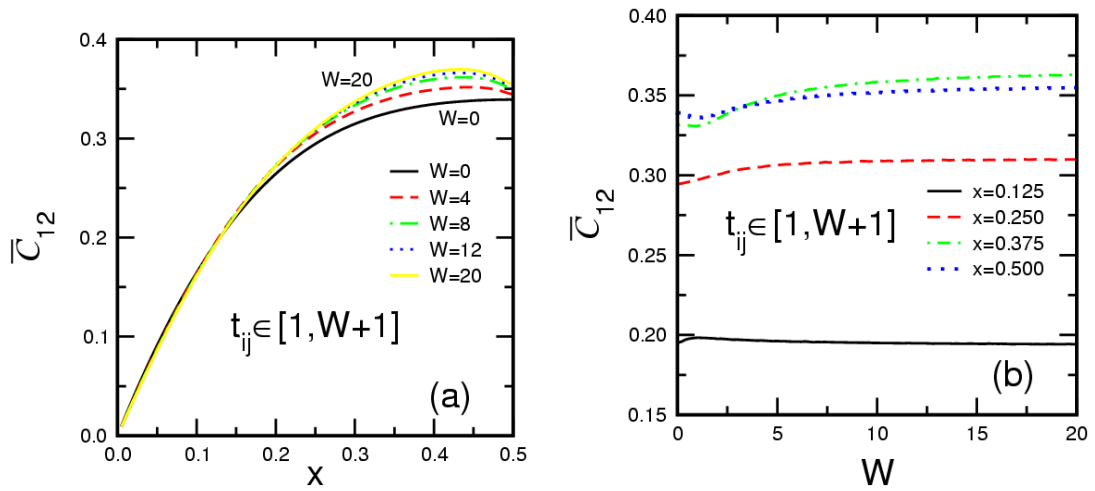 0.4
0.3
0.2
0.1
0.0
C̅12
W=20
W=0
W=0
W=4
W=8
W=12
W=20
tij∈[1,W+1]
(a)
0.0 0.1 0.2 0.3 0.4 0.5
x
0.40
0.35
0.30
0.25
0.20
0.15
C̅12
tij∈[1,W+1]
x=0.125
x=0.250
x=0.375
x=0.500
(b)
0 5 10 15 20
W